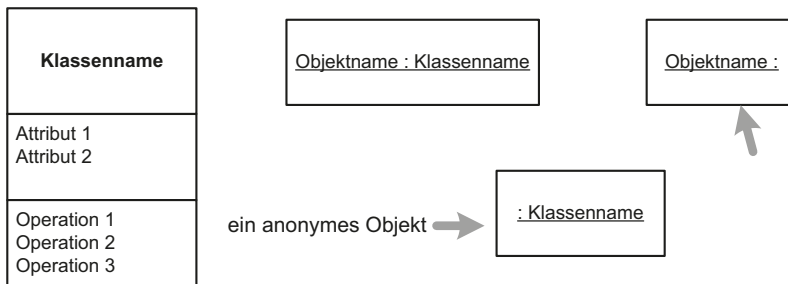 Klassenname
Attribut 1
Attribut 2
Operation 1
Operation 2
Operation 3
Objektname : Klassenname
Objektname :
ein anonymes Objekt
: Klassenname